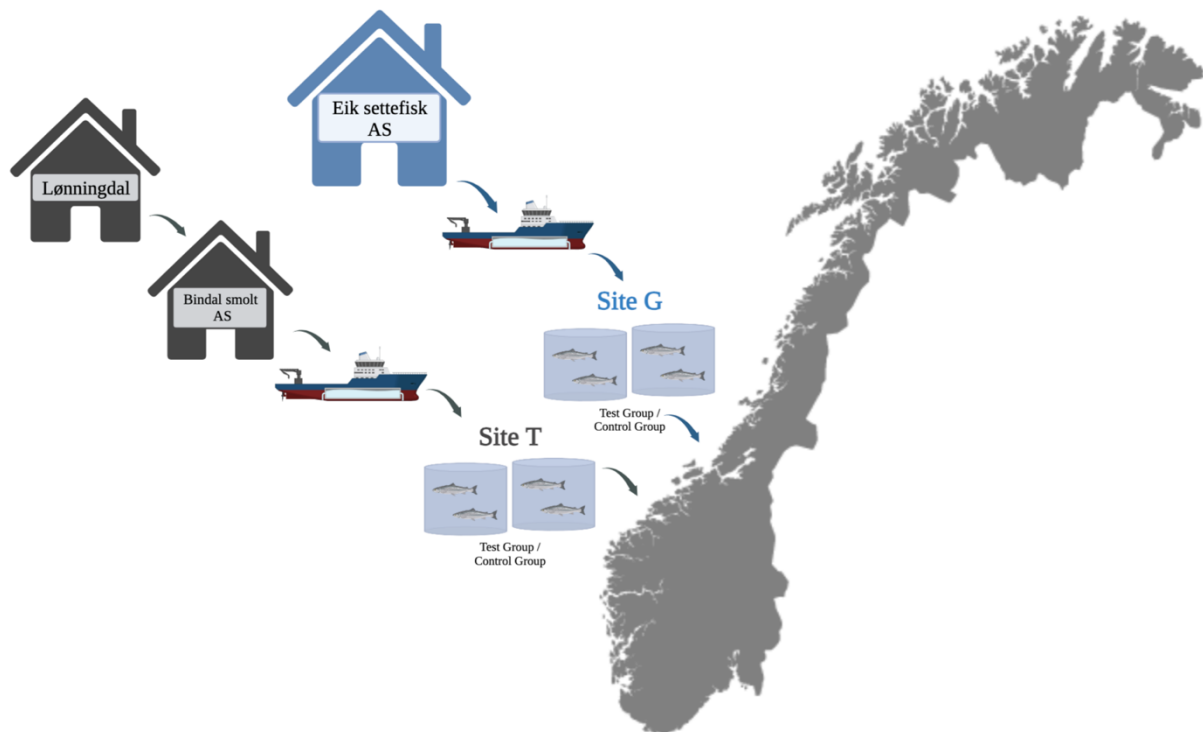 Eik settefisk
AS
Lønningdal
Bindal smolt
AS
Site G
Test Group /
Control Group
Site T
Test Group /
Control Group